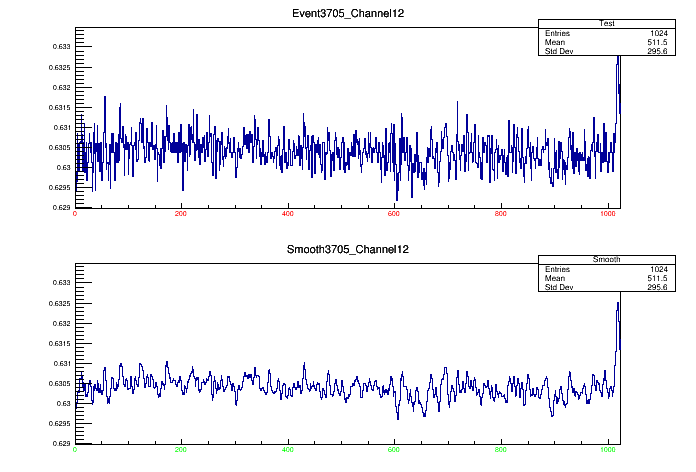 Event3705_Channel12
Test
Entries 1024
Mean 511.5
Std Dev 295.6
0.633
0.6325
0.632
0.6315
0.631
0.6305
0.63
0.6295
0.629
0 200 400 600 800 1000
Smooth3705_Channel12
Smooth
Entries 1024
Mean 511.5
Std Dev 295.6
0.633
0.6325
0.632
0.6315
0.631
0.6305
0.63
0.6295
0.629
0 200 400 600 800 1000